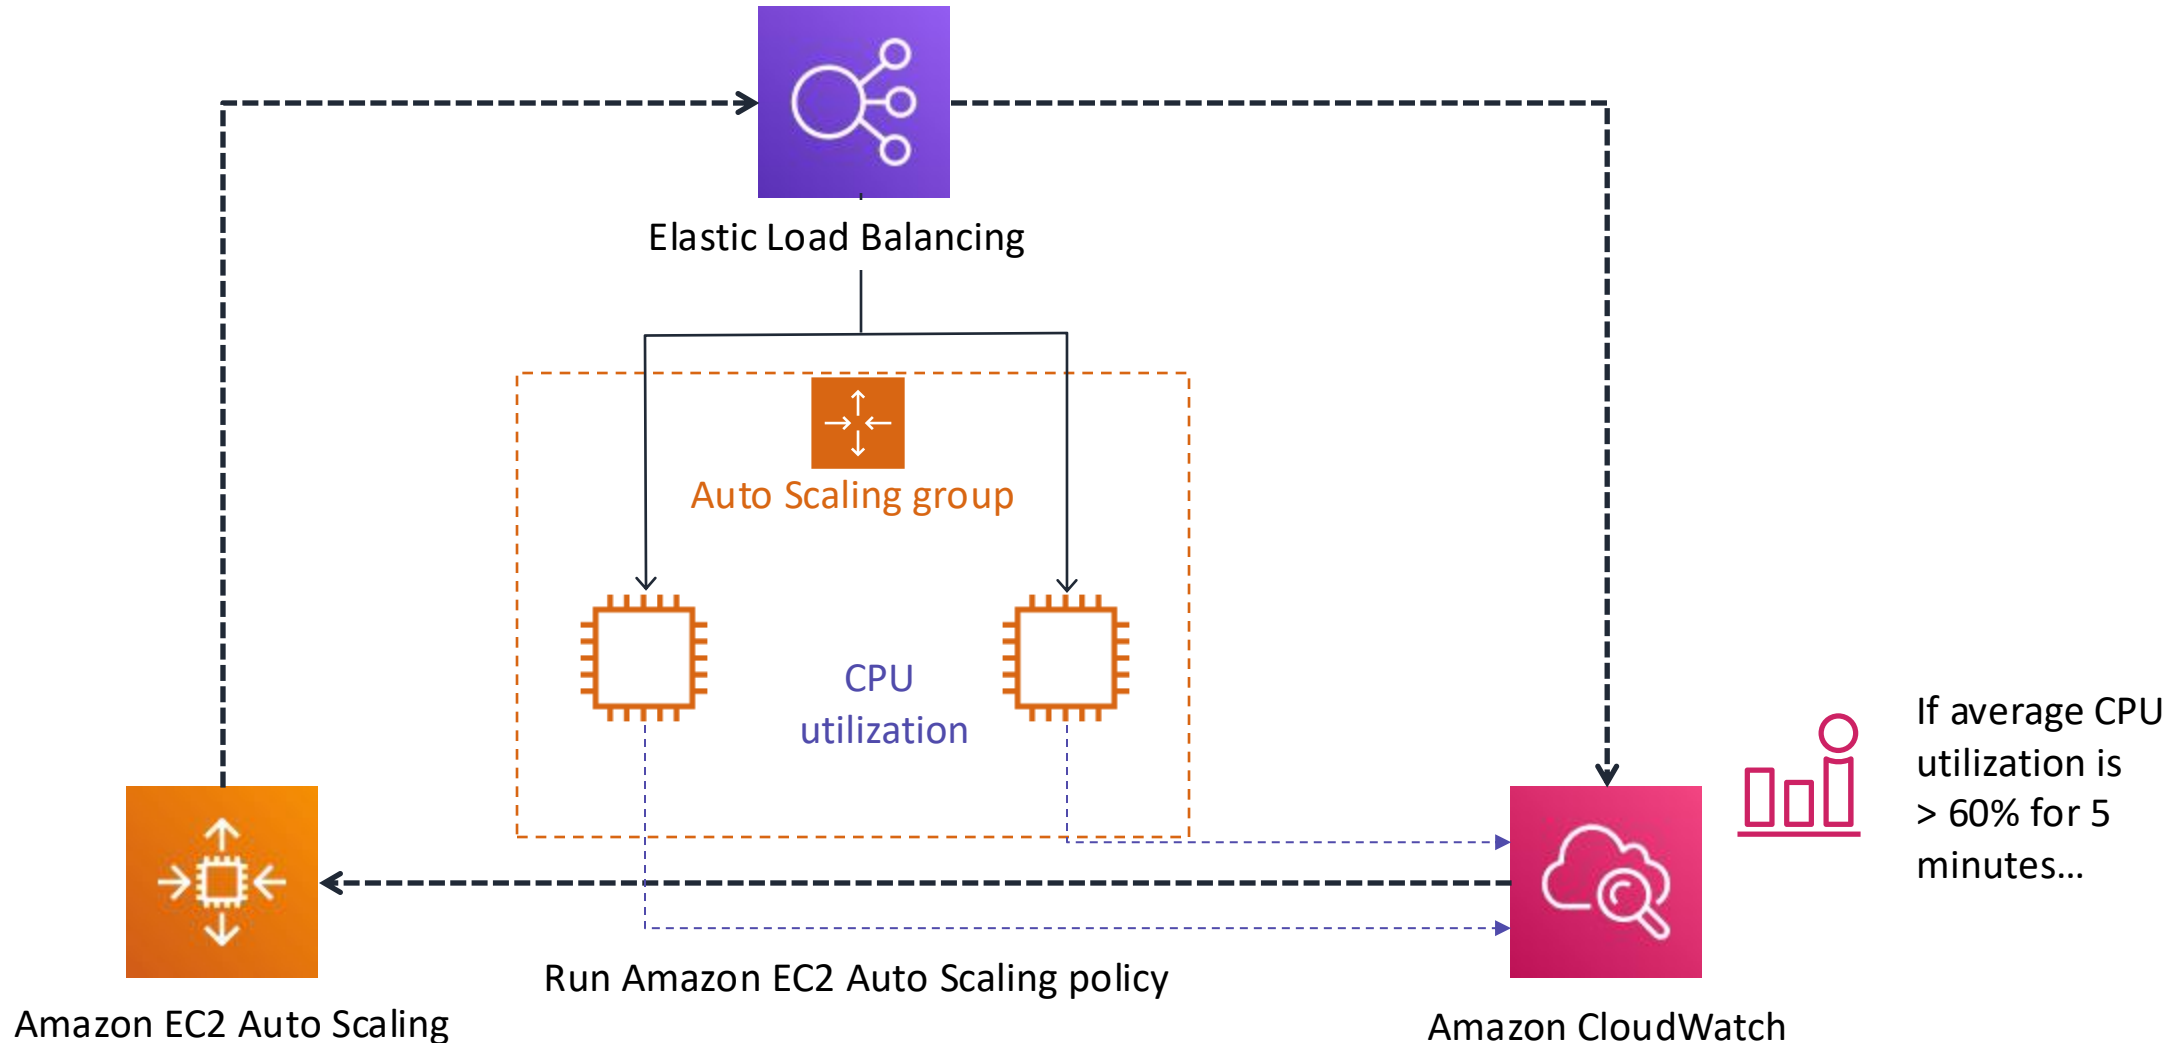 Elastic Load Balancing
Auto Scaling group
CPU
utilization
If average CPU
utilization is
> 60% for 5
minutes...
Run Amazon EC2 Auto Scaling policy
Amazon EC2 Auto Scaling
Amazon CloudWatch